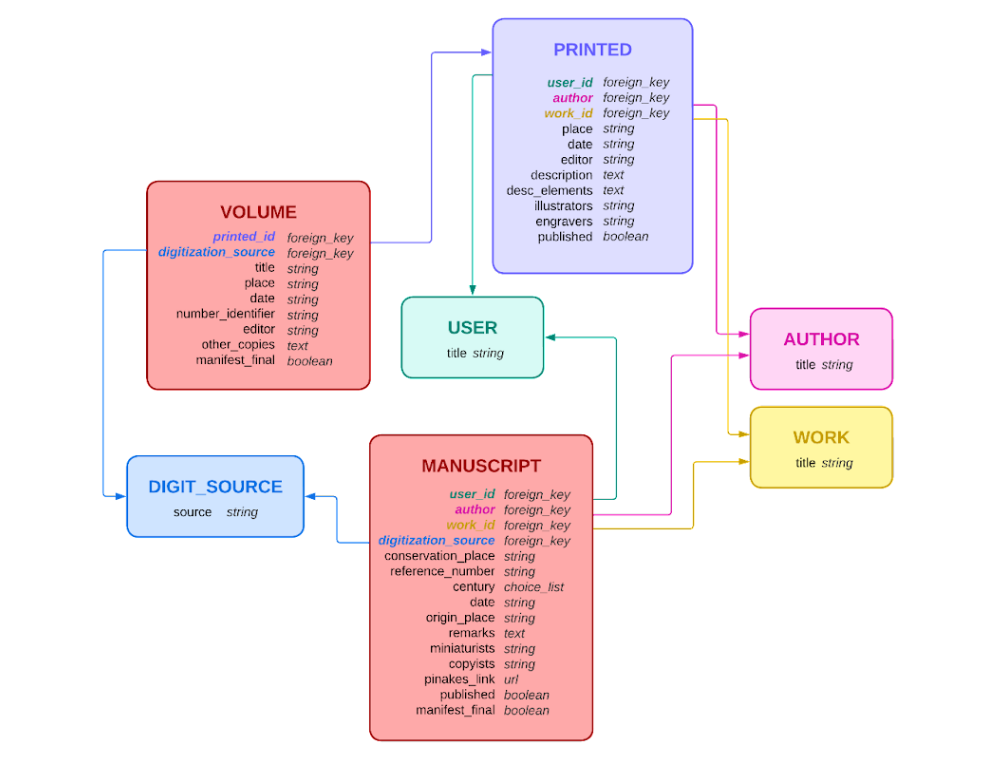 PRINTED
user_id foreign_key
author foreign_key
work_id foreign_key
place string
date string
editor string
description text
desc_elements text
illustrators string
engravers string
published boolean
VOLUME
printed_id foreign_key
digitization_source foreign_key
title string
place string
date string
number_identifier string
editor string
other_copies text
manifest_final boolean
USER
title string
AUTHOR
title string
WORK
title string
DIGIT_SOURCE
source string
MANUSCRIPT
user_id foreign_key
author foreign_key
work_id foreign_key
digitization_source foreign_key
conservation_place string
reference_number string
century choice_list
date string
origin_place string
remarks text
miniaturists string
copyists string
pinakes_link url
published boolean
manifest_final boolean